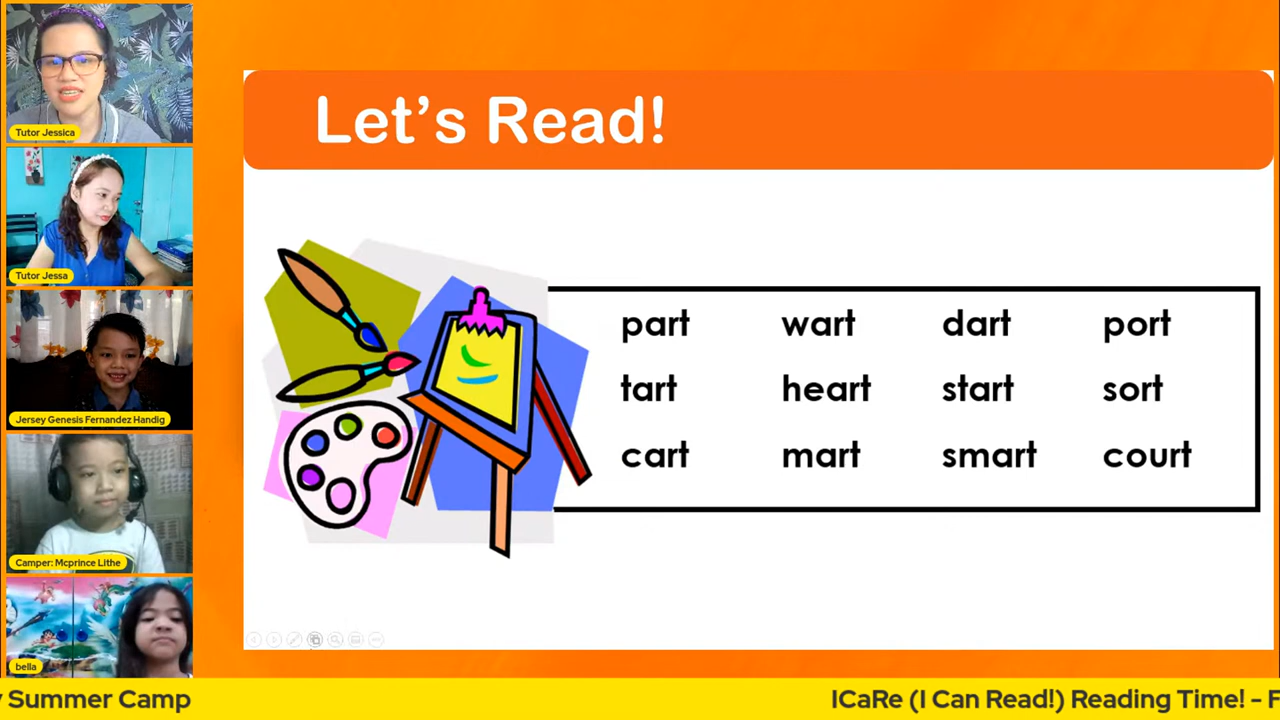 Tutor Jessica
Tutor Jessa
Jersey Genesis Fernandez Handig
Camper: Mcprince Lithe
bella
Let's Read!
part wart dart port
tart heart start sort
cart mart smart court
Summer Camp
ICaRe (I Can Read!) Reading Time! -